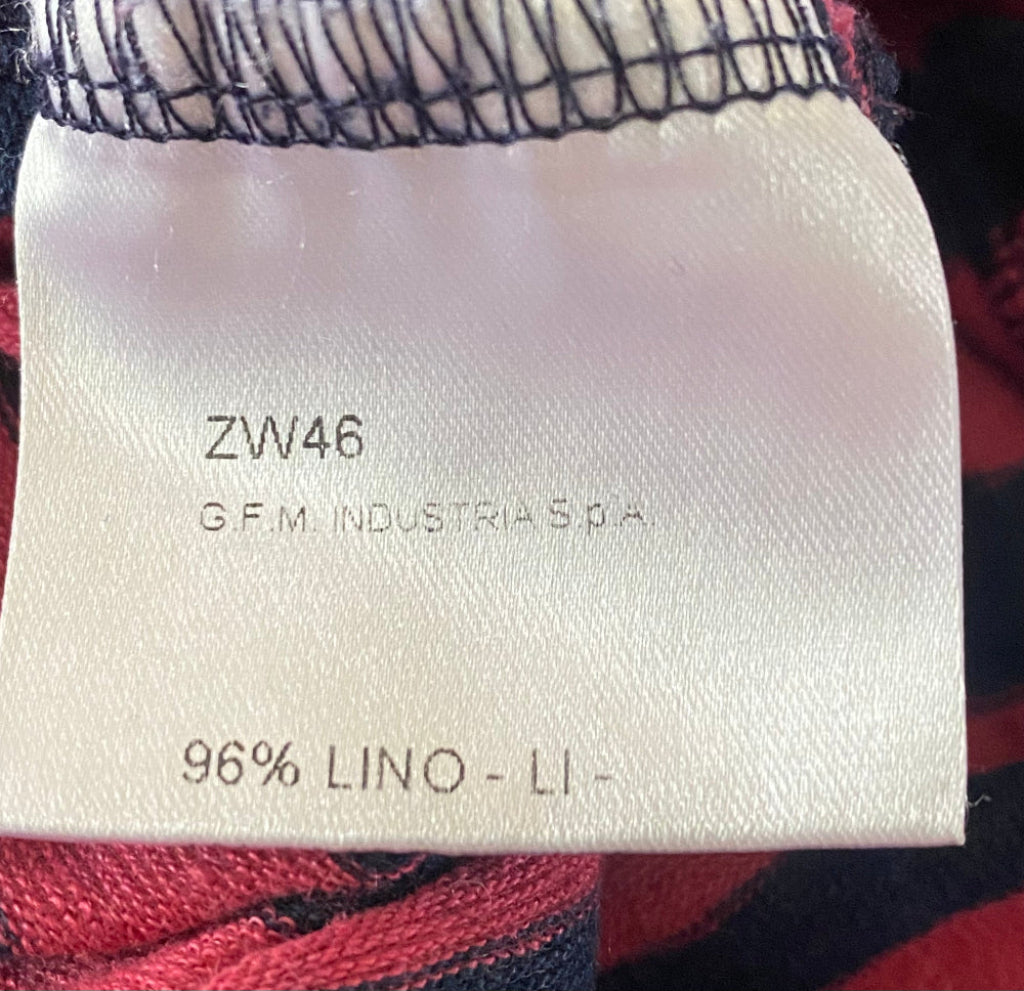 ZW46
G.F.M. INDUSTRIA S.p.A.
96% LINO - LI -